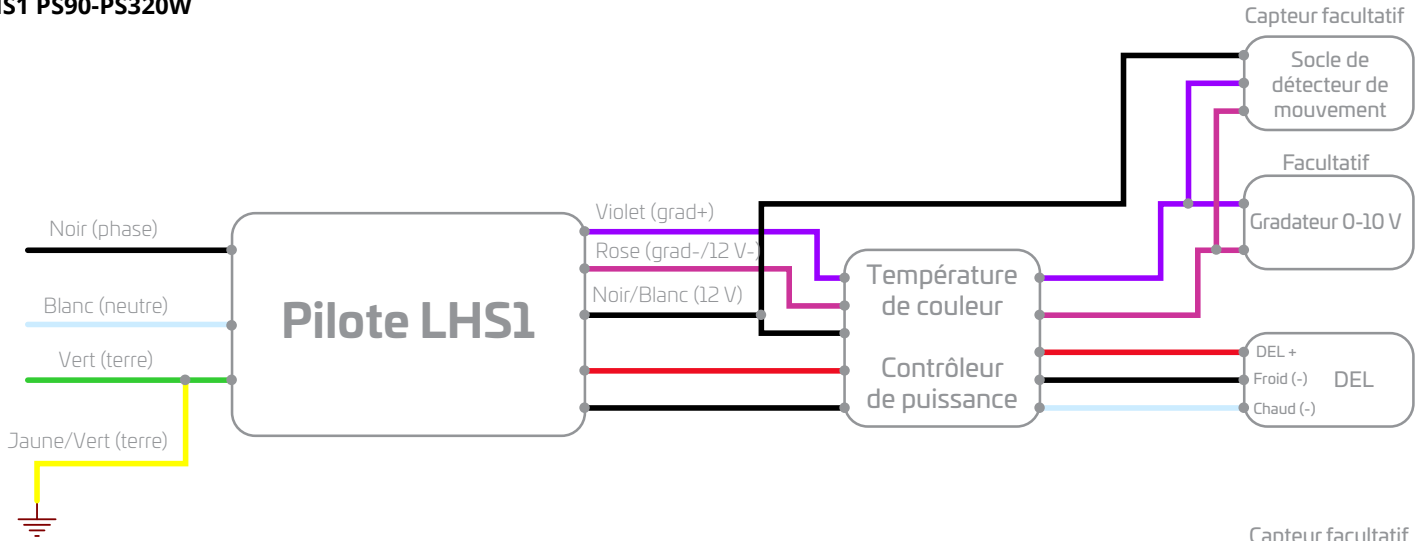 PS90-PS320W
Capteur facultatif
Socle de
détecteur de
mouvement
Facultatif
Gradateur 0-10 V
Noir (phase)
Blanc (neutre)
Vert (terre)
Jaune/Vert (terre)
Pilote LHS1
Violet (grad+)
Rose (grad-/12 V-)
Noir/Blanc (12 V)
Température
de couleur
Contrôleur
de puissance
DEL +
Froid (-)
Chaud (-)
DEL
Capteur facultatif